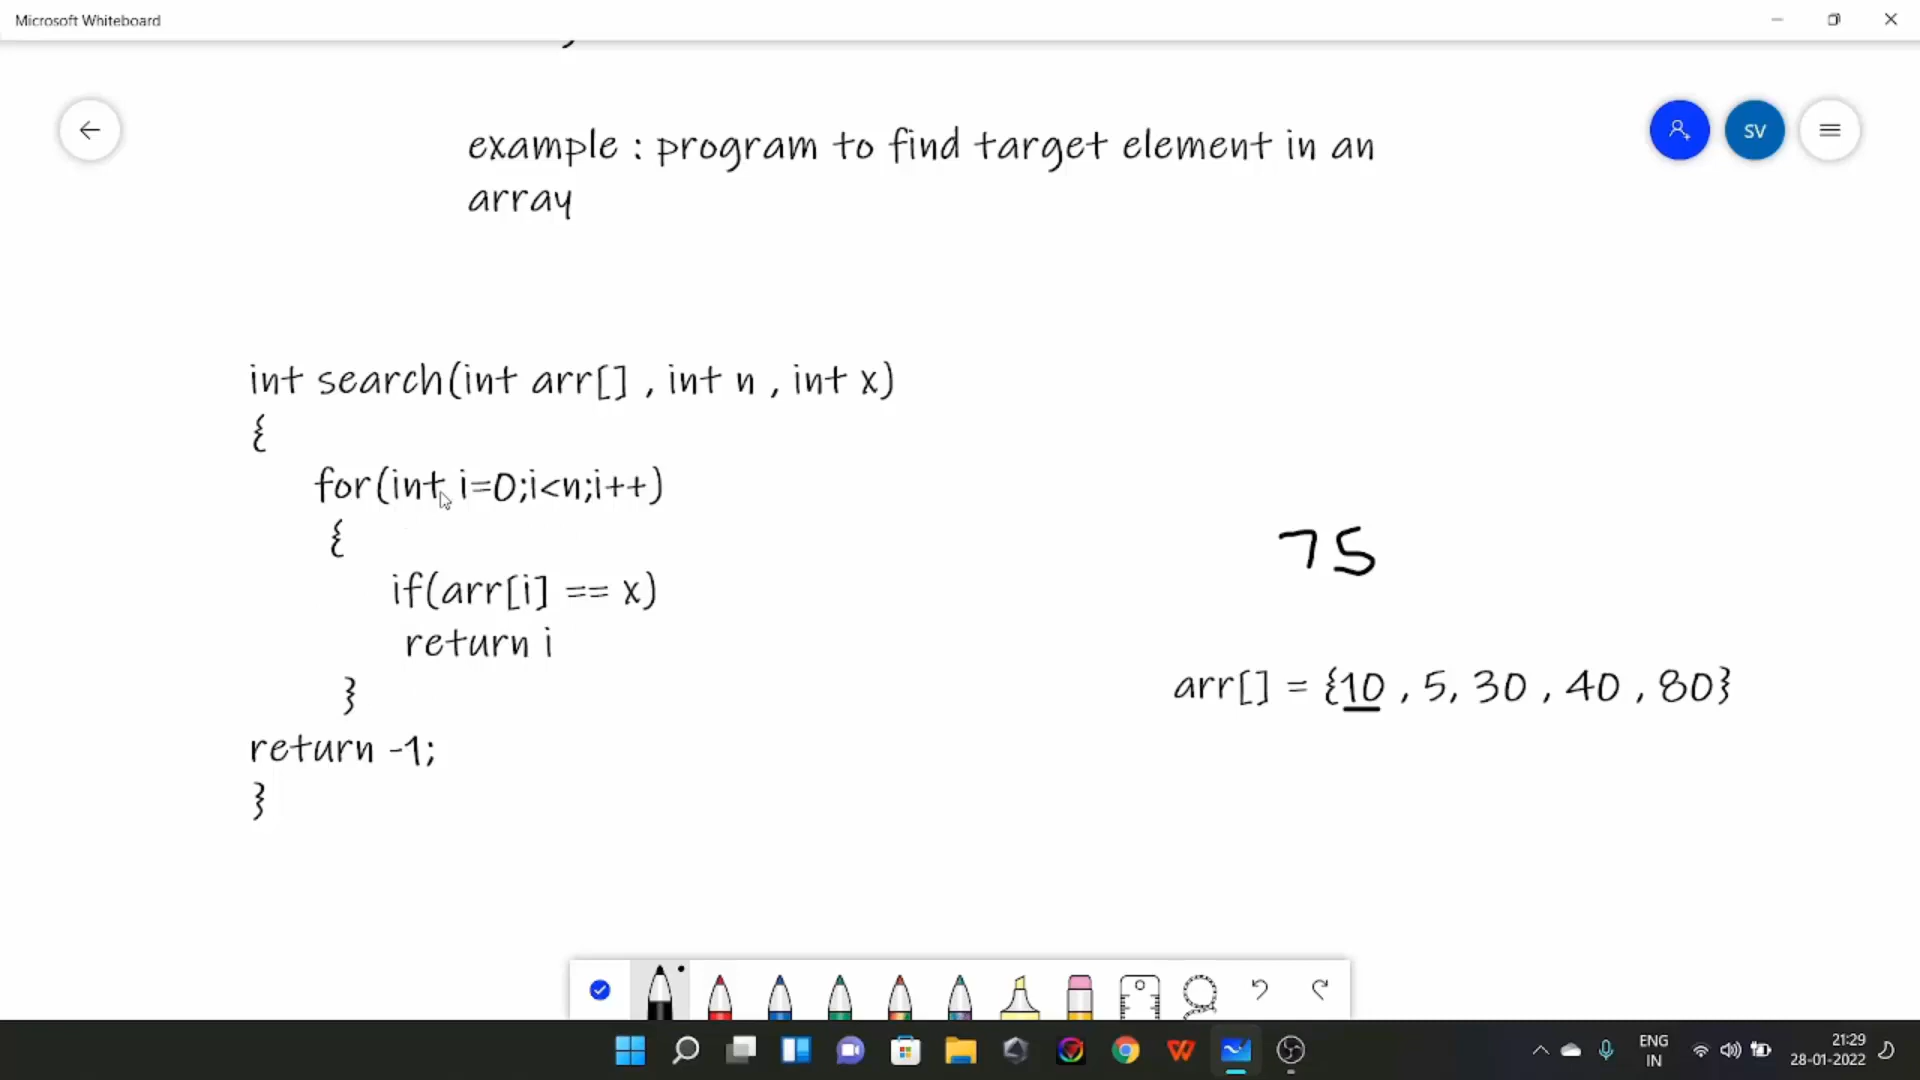 Microsoft Whiteboard
SV
example : program to find target element in an
array
int search(int arr[] , int n , int x)
{
for(int i=0;i<n;i++)
{
if(arr[i] == x)
return i
}
return -1;
}
75
arr[] = {10 , 5, 30 , 40 , 80}
ENG
IN
21:29
28-01-2022